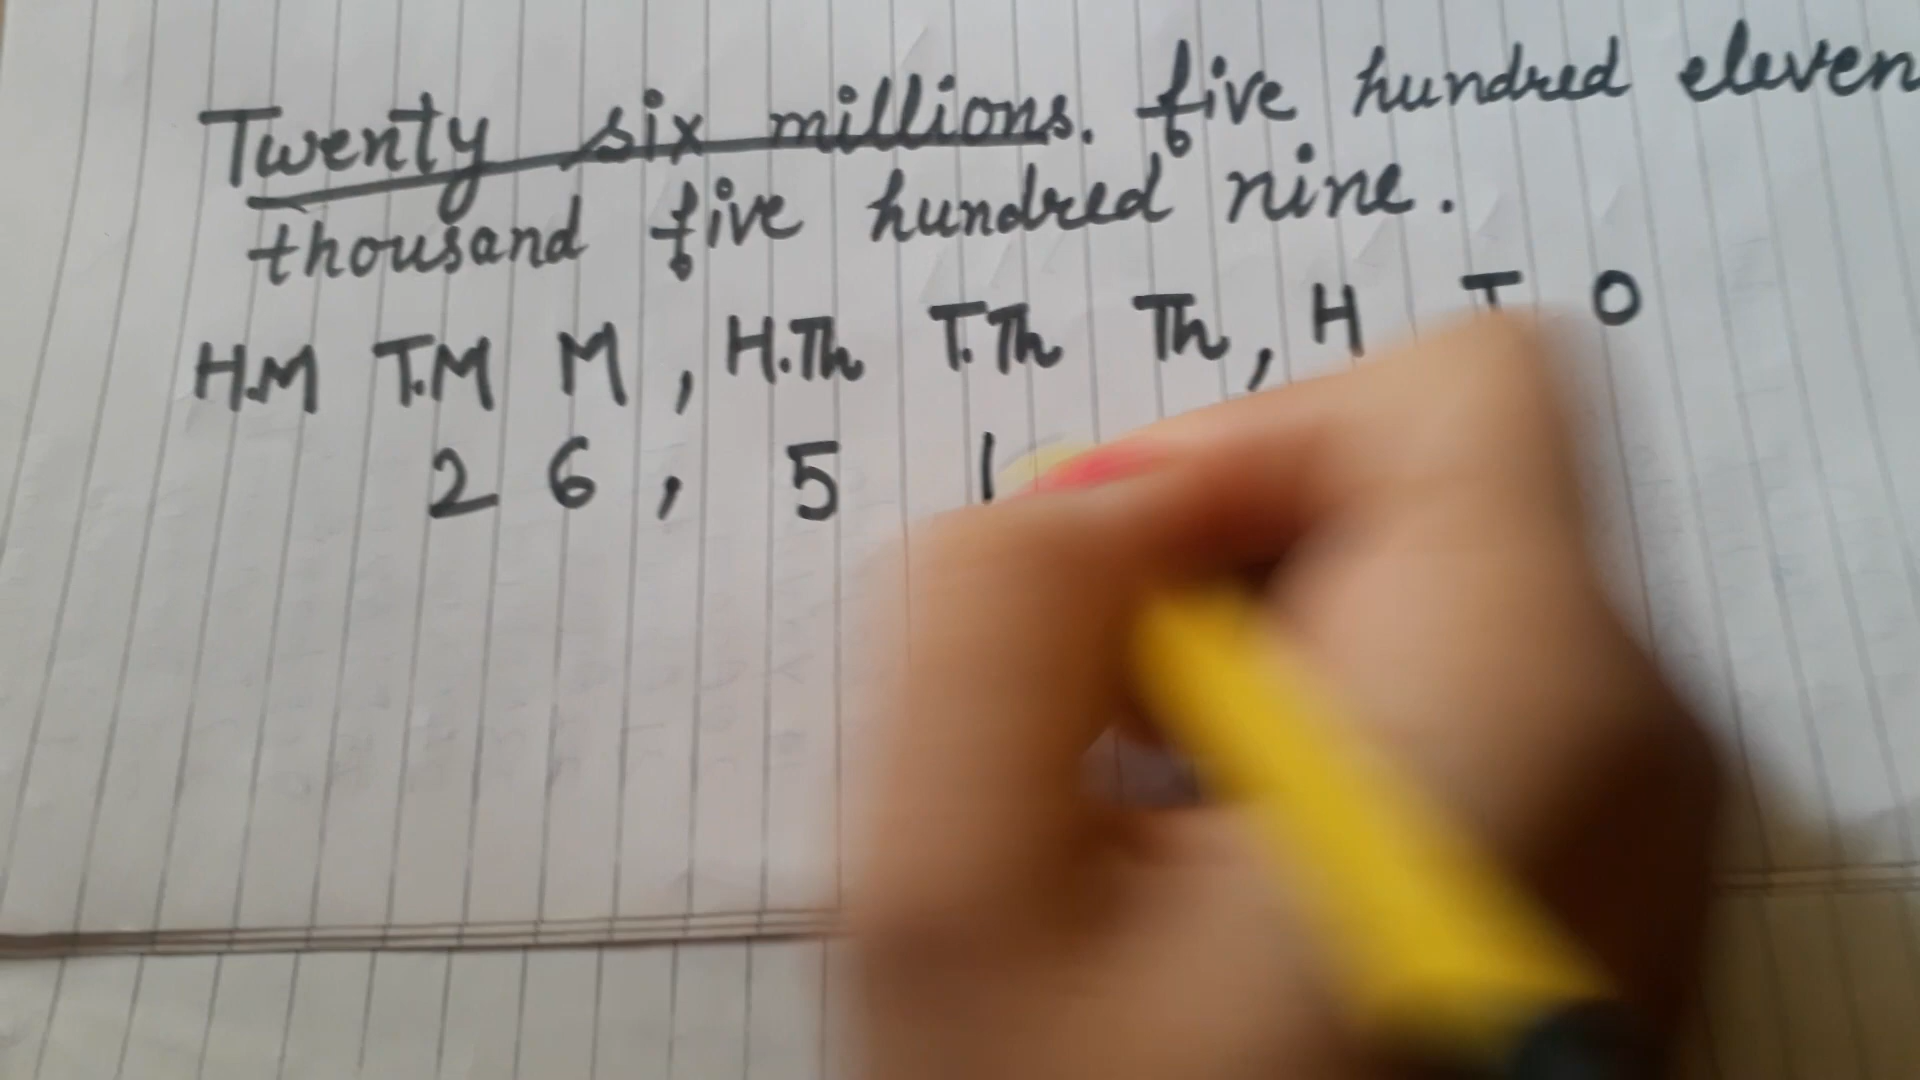 Twenty six millions. five hundred eleven
thousand five hundred nine.
H.M T.M M , H.Th T.Th Th , H T O
2 6 , 5 1